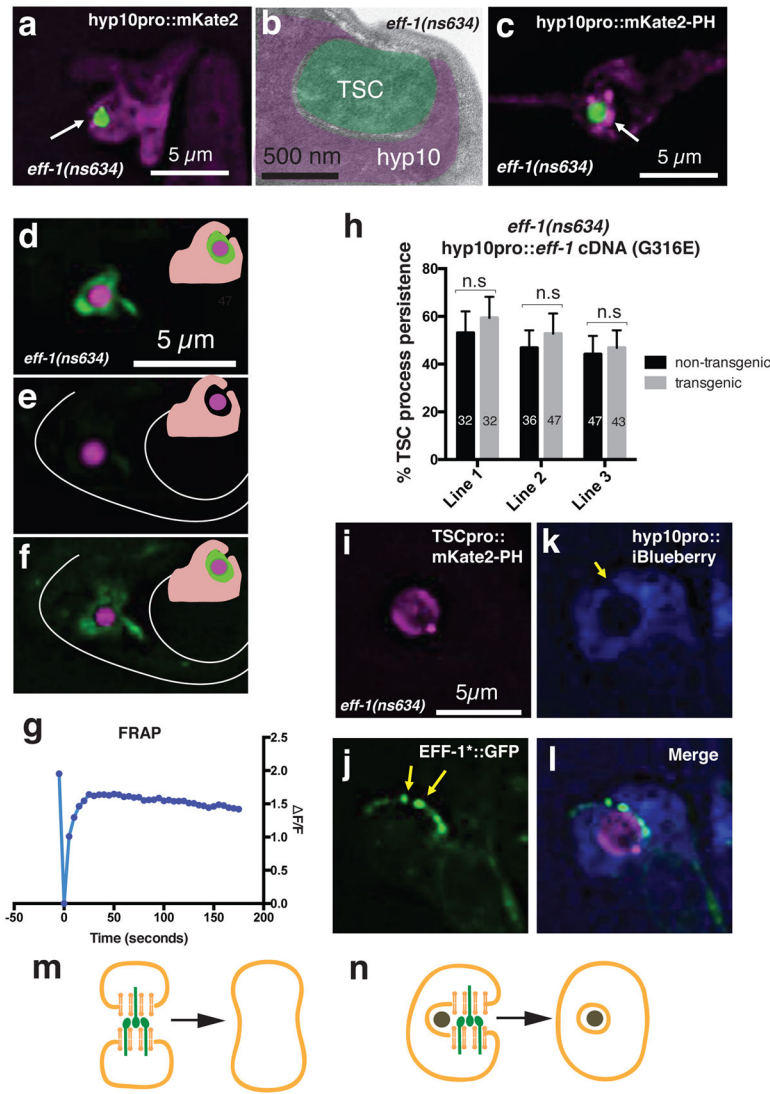 a
hyp10pro::mKate2
5 µm
eff-1(ns634)
b
eff-1(ns634)
TSC
500 nm
hyp10
c
hyp10pro::mKate2-PH
eff-1(ns634)
5 µm
d
47
5 µm
eff-1(ns634)
e
f
g
FRAP
2.5
2.0
1.5
1.0
0.5
0.0
ΔF/F
-50
0
50
100
150
200
Time (seconds)
h
eff-1(ns634)
hyp10pro::eff-1 cDNA (G316E)
% TSC process persistence
80
60
40
20
0
n.s
n.s
n.s
32
32
36
47
47
43
Line 1
Line 2
Line 3
non-transgenic
transgenic
i
TSCpro::
mKate2-PH
eff-1(ns634)
5µm
k
hyp10pro::
iBlueberry
j
EFF-1*::GFP
l
Merge
m
n